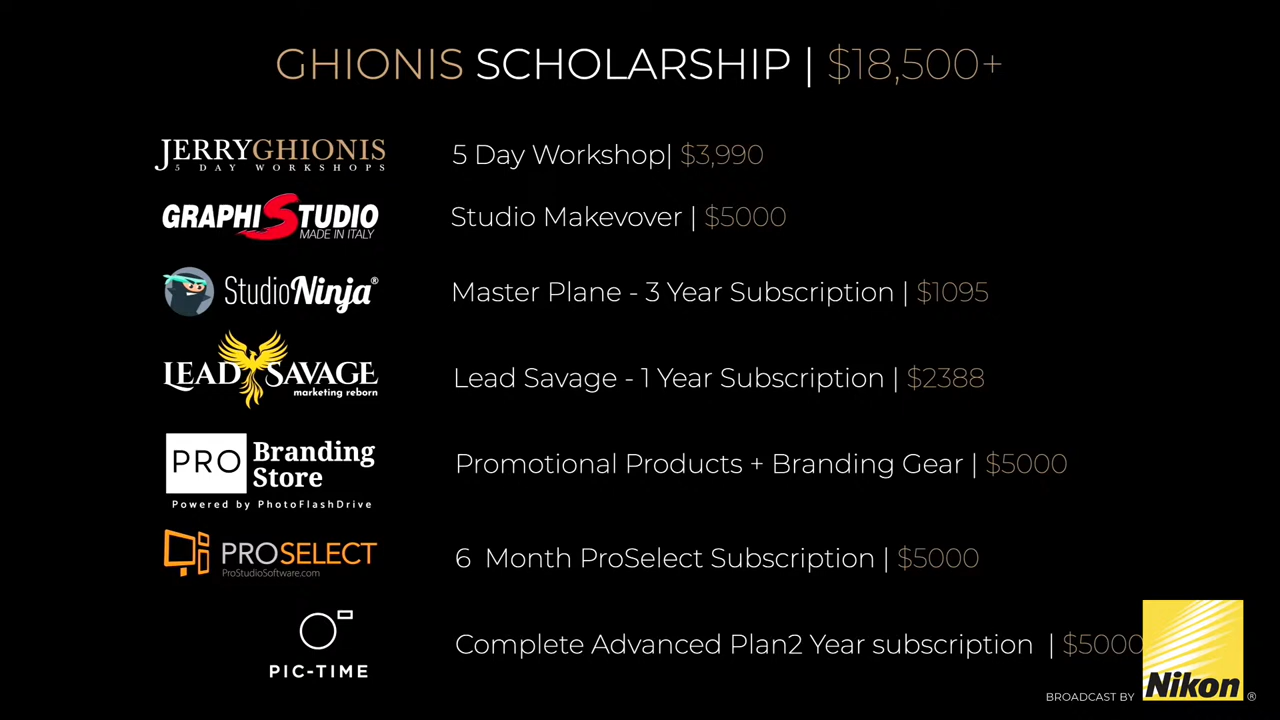 GHIONIS SCHOLARSHIP | $18,500+
JERRYGHIONIS
5 DAY WORKSHOPS
5 Day Workshop| $3,990
GRAPHISTUDIO
MADE IN ITALY
Studio Makevover | $5000
StudioNinja®
Master Plane - 3 Year Subscription | $1095
LEAD SAVAGE
marketing reborn
Lead Savage - 1 Year Subscription | $2388
PRO Branding
Store
Powered by PhotoFlashDrive
Promotional Products + Branding Gear | $5000
PROSELECT
ProStudioSoftware.com
6 Month ProSelect Subscription | $5000
PIC-TIME
Complete Advanced Plan2 Year subscription | $5000
BROADCAST BY Nikon ®